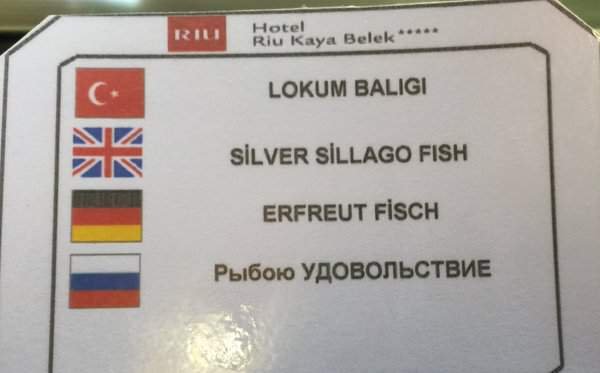 RIU
Hotel
Riu Kaya Belek*****
LOKUM BALIGI
SİLVER SİLLAGO FISH
ERFREUT FİSCH
Рыбою УДОВОЛЬСТВИЕ